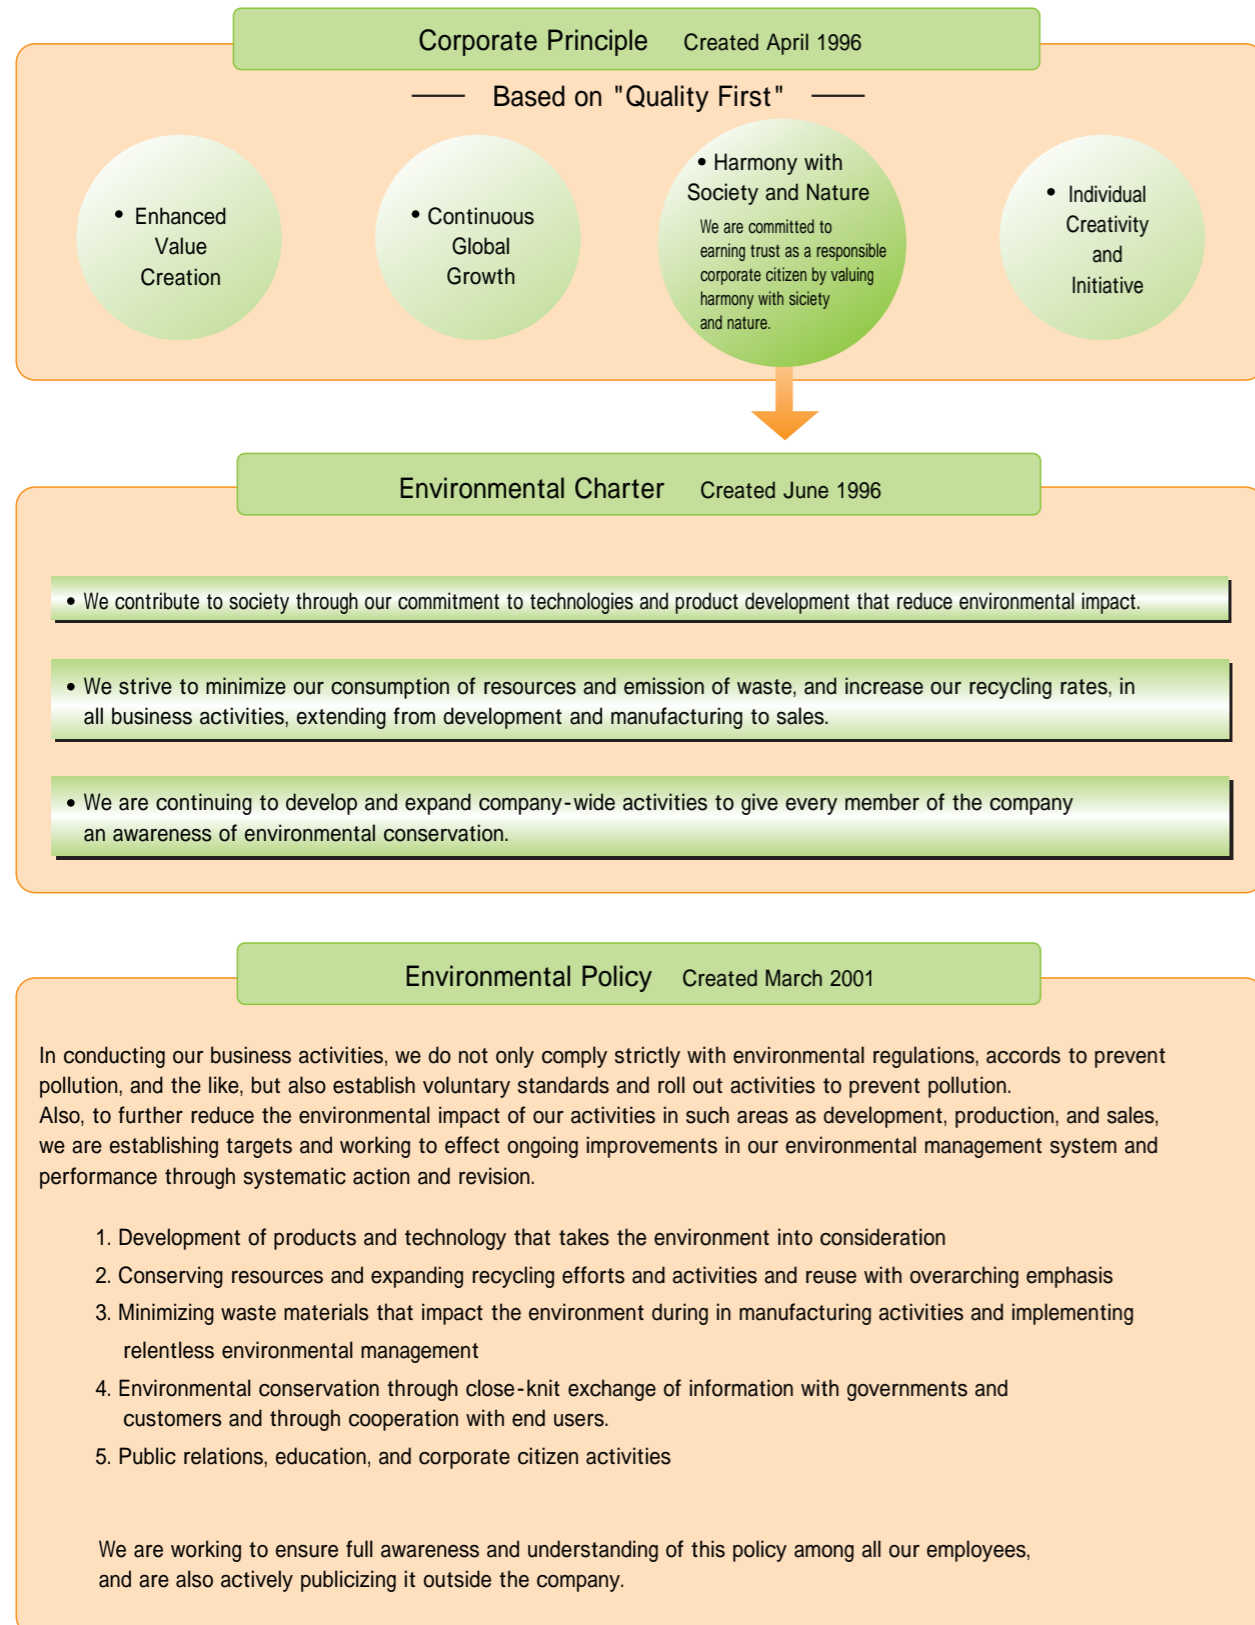 Corporate Principle Created April 1996
Based on "Quality First"
• Enhanced
Value
Creation
• Continuous
Global
Growth
• Harmony with
Society and Nature
We are committed to
earning trust as a responsible
corporate citizen by valuing
harmony with siciety
and nature.
• Individual
Creativity
and
Initiative
Environmental Charter Created June 1996
• We contribute to society through our commitment to technologies and product development that reduce environmental impact.
• We strive to minimize our consumption of resources and emission of waste, and increase our recycling rates, in
all business activities, extending from development and manufacturing to sales.
• We are continuing to develop and expand company-wide activities to give every member of the company
an awareness of environmental conservation.
Environmental Policy Created March 2001
In conducting our business activities, we do not only comply strictly with environmental regulations, accords to prevent
pollution, and the like, but also establish voluntary standards and roll out activities to prevent pollution.
Also, to further reduce the environmental impact of our activities in such areas as development, production, and sales,
we are establishing targets and working to effect ongoing improvements in our environmental management system and
performance through systematic action and revision.
1. Development of products and technology that takes the environment into consideration
2. Conserving resources and expanding recycling efforts and activities and reuse with overarching emphasis
3. Minimizing waste materials that impact the environment during in manufacturing activities and implementing
relentless environmental management
4. Environmental conservation through close-knit exchange of information with governments and
customers and through cooperation with end users.
5. Public relations, education, and corporate citizen activities
We are working to ensure full awareness and understanding of this policy among all our employees,
and are also actively publicizing it outside the company.